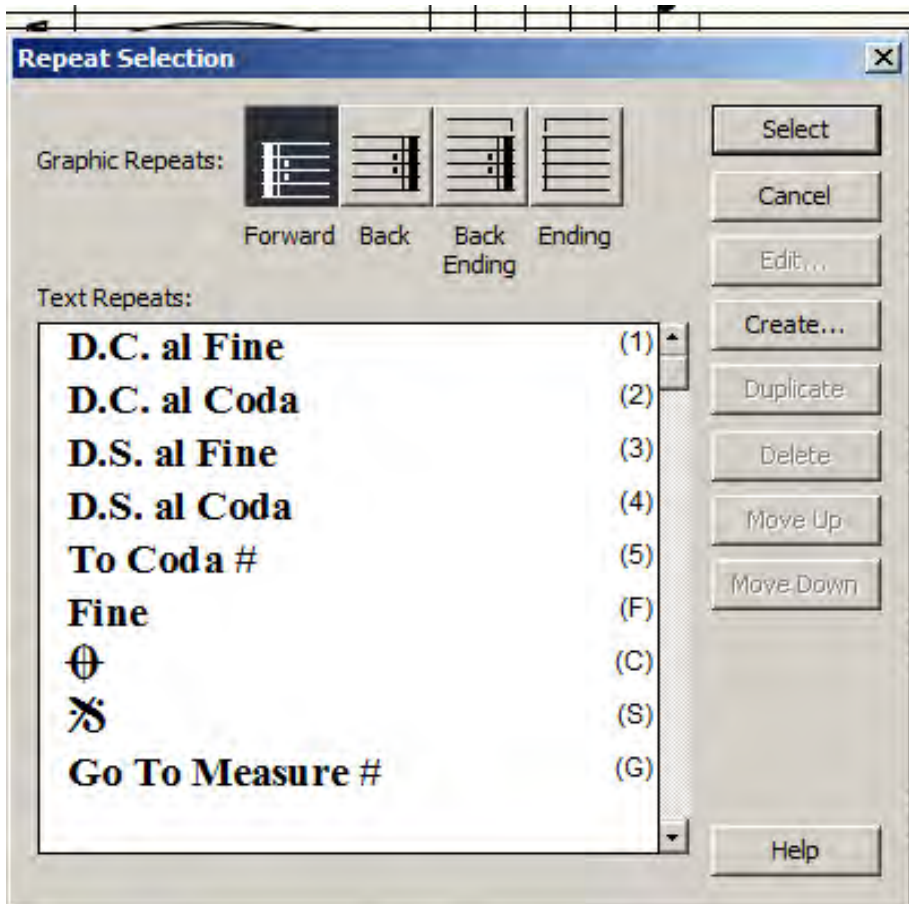 Repeat Selection
Graphic Repeats:
Forward
Back
Back
Ending
Ending
Text Repeats:
D.C. al Fine (1)
D.C. al Coda (2)
D.S. al Fine (3)
D.S. al Coda (4)
To Coda # (5)
Fine (F)
(C)
(S)
Go To Measure # (G)
Select
Cancel
Edit...
Create...
Duplicate
Delete
Move Up
Move Down
Help